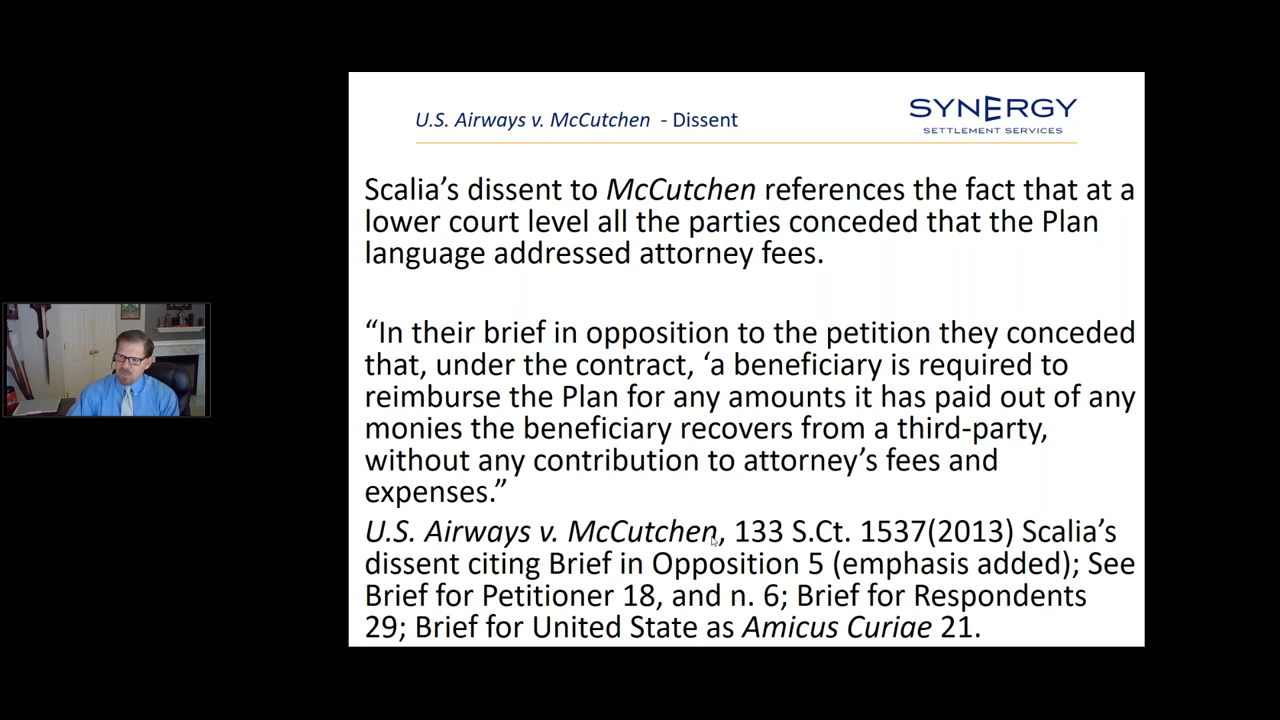 U.S. Airways v. McCutchen - Dissent
SYNERGY
SETTLEMENT SERVICES
Scalia’s dissent to McCutchen references the fact that at a
lower court level all the parties conceded that the Plan
language addressed attorney fees.
“In their brief in opposition to the petition they conceded
that, under the contract, ‘a beneficiary is required to
reimburse the Plan for any amounts it has paid out of any
monies the beneficiary recovers from a third-party,
without any contribution to attorney’s fees and
expenses.”
U.S. Airways v. McCutchen, 133 S.Ct. 1537(2013) Scalia’s
dissent citing Brief in Opposition 5 (emphasis added); See
Brief for Petitioner 18, and n. 6; Brief for Respondents
29; Brief for United State as Amicus Curiae 21.